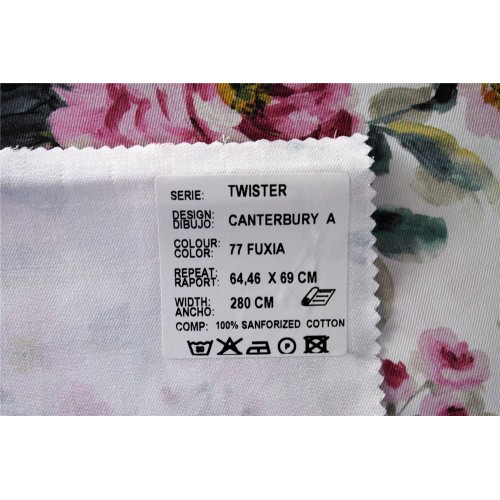 SERIE: TWISTER
DESIGN:
DIBUJO: CANTERBURY A
COLOUR:
COLOR: 77 FUXIA
REPEAT
RAPORT: 64,46 X 69 CM
WIDTH:
ANCHO: 280 CM
COMP: 100% SANFORIZED COTTON